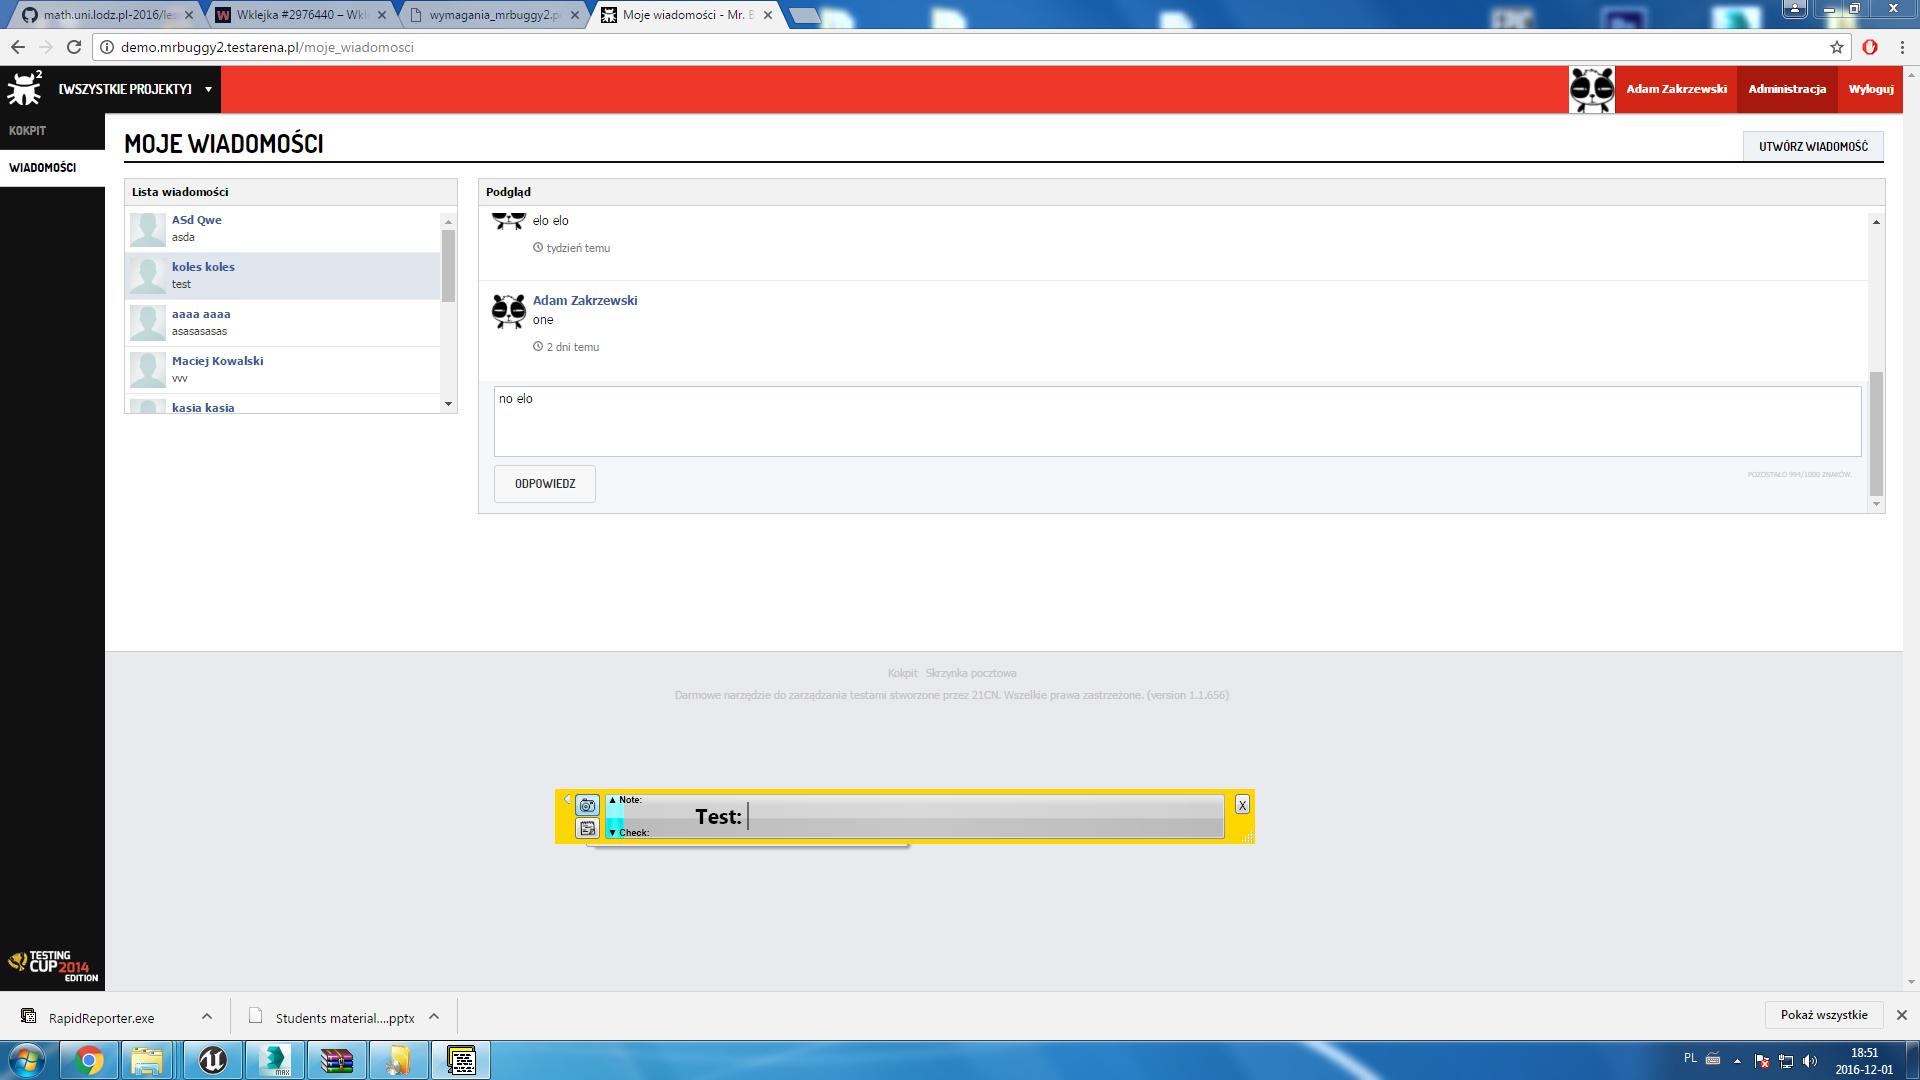 math.uni.lodz.pl-2016/les
Wklejka #2976440 – Wkl
wymagania_mrbuggy2.p
Moje wiadomości - Mr. B
demo.mrbuggy2.testarena.pl/moje_wiadomosci
2
[WSZYSTKIE PROJEKTY]
Adam Zakrzewski
Administracja
Wyloguj
KOKPIT
WIADOMOŚCI
MOJE WIADOMOŚCI
UTWÓRZ WIADOMOŚĆ
Lista wiadomości
ASd Qwe
asda
koles koles
test
aaaa aaaa
asasasasas
Maciej Kowalski
vvv
kasia kasia
Podgląd
elo elo
tydzień temu
Adam Zakrzewski
one
2 dni temu
no elo
ODPOWIEDZ
POZOSTAŁO 994/1000 ZNAKÓW.
Kokpit Skrzynka pocztowa
Darmowe narzędzie do zarządzania testami stworzone przez 21CN. Wszelkie prawa zastrzeżone. (version 1.1.656)
▲ Note:
Test:
▼ Check:
X
TESTING
CUP 2014
EDITION
RapidReporter.exe
Students material....pptx
Pokaż wszystkie
MAX
PL
18:51
2016-12-01